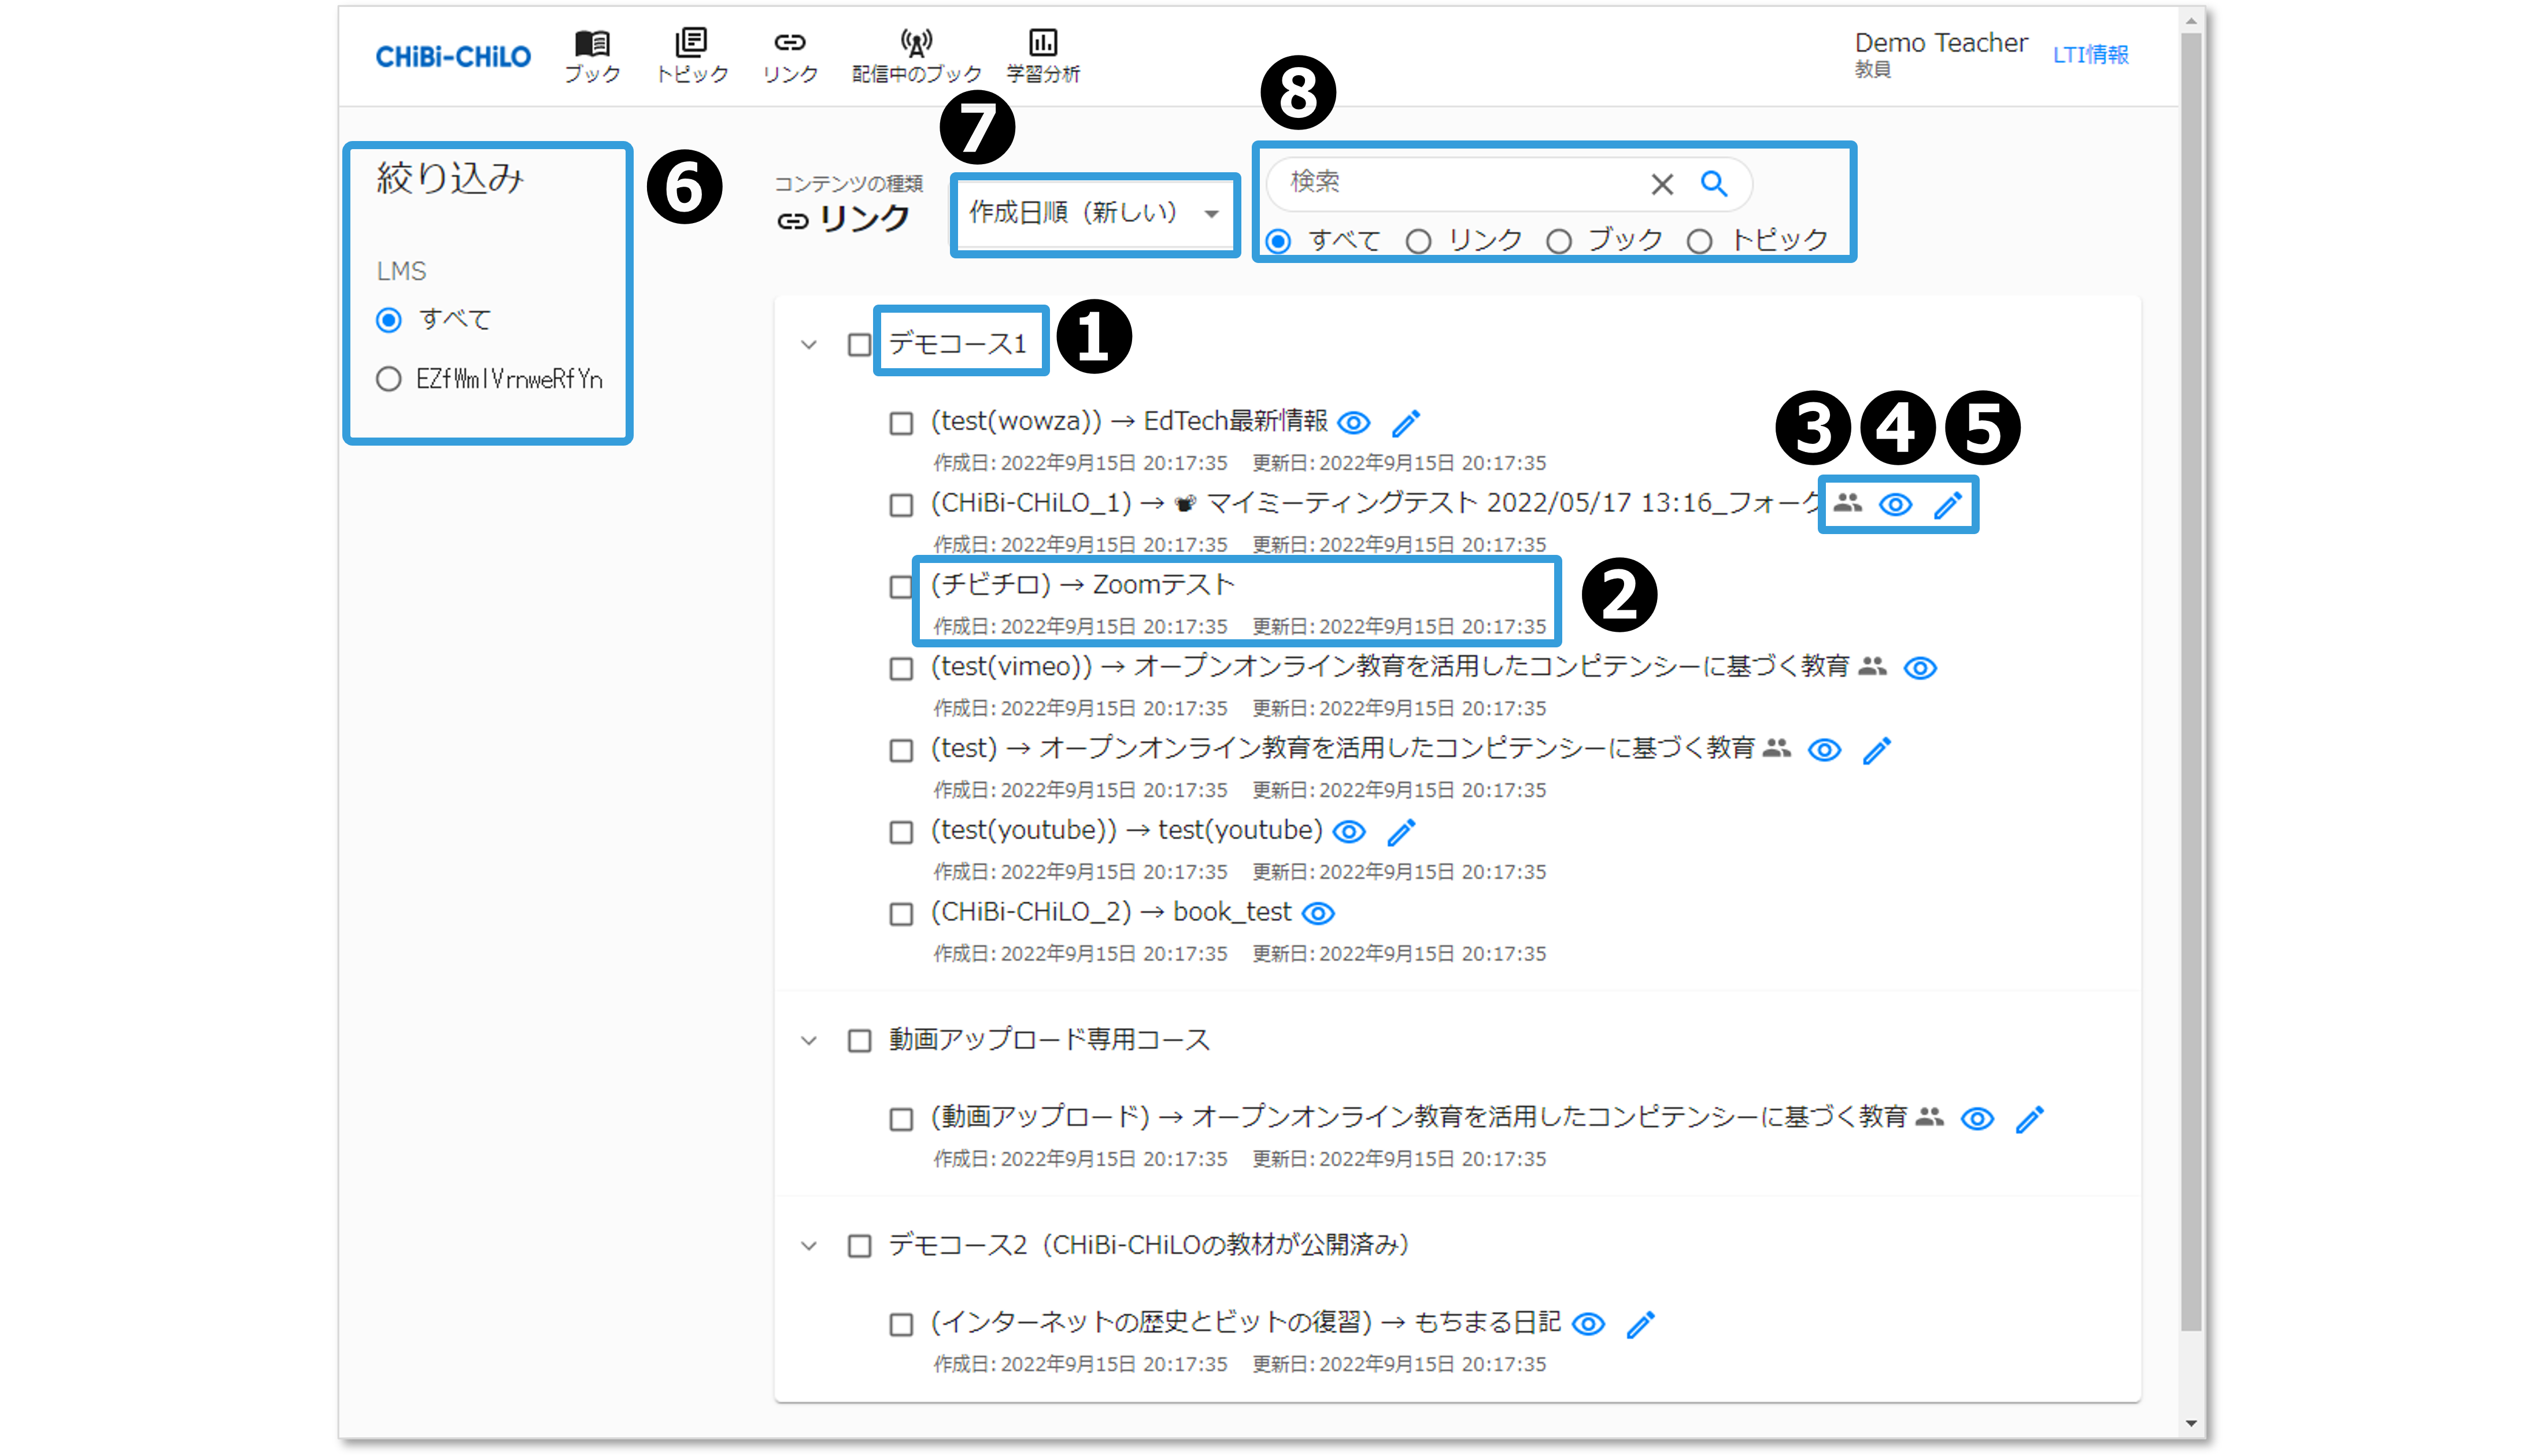 CHiBi-CHiLO
ブック
トピック
リンク
配信中のブック
学習分析
Demo Teacher
教員
LTI情報
絞り込み
LMS
すべて
EZfWmlVrnweRfYn
❻
コンテンツの種類
リンク
❼
作成日順（新しい）
❽
検索
すべて リンク ブック トピック
デモコース1
❶
(test(wowza)) → EdTech最新情報
作成日: 2022年9月15日 20:17:35 更新日: 2022年9月15日 20:17:35
❸ ❹ ❺
(CHiBi-CHiLO_1) → マイミーティングテスト 2022/05/17 13:16_フォーク
作成日: 2022年9月15日 20:17:35 更新日: 2022年9月15日 20:17:35
(チビチロ) → Zoomテスト
❷
作成日: 2022年9月15日 20:17:35 更新日: 2022年9月15日 20:17:35
(test(vimeo)) → オープンオンライン教育を活用したコンピテンシーに基づく教育
作成日: 2022年9月15日 20:17:35 更新日: 2022年9月15日 20:17:35
(test) → オープンオンライン教育を活用したコンピテンシーに基づく教育
作成日: 2022年9月15日 20:17:35 更新日: 2022年9月15日 20:17:35
(test(youtube)) → test(youtube)
作成日: 2022年9月15日 20:17:35 更新日: 2022年9月15日 20:17:35
(CHiBi-CHiLO_2) → book_test
作成日: 2022年9月15日 20:17:35 更新日: 2022年9月15日 20:17:35
動画アップロード専用コース
(動画アップロード) → オープンオンライン教育を活用したコンピテンシーに基づく教育
作成日: 2022年9月15日 20:17:35 更新日: 2022年9月15日 20:17:35
デモコース2（CHiBi-CHiLOの教材が公開済み）
(インターネットの歴史とビットの復習) → もちまる日記
作成日: 2022年9月15日 20:17:35 更新日: 2022年9月15日 20:17:35